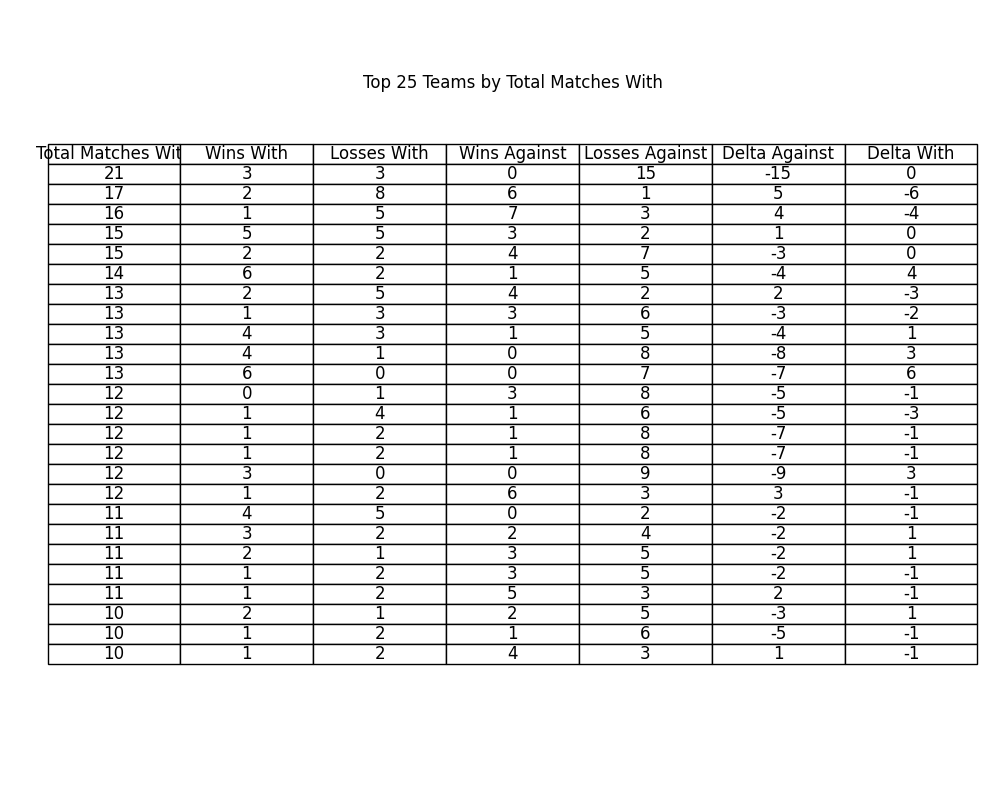 Top 25 Teams by Total Matches With
Total Matches Wit Wins With Losses With Wins Against Losses Against Delta Against Delta With
21 3 3 0 15 -15 0
17 2 8 6 1 5 -6
16 1 5 7 3 4 -4
15 5 5 3 2 1 0
15 2 2 4 7 -3 0
14 6 2 1 5 -4 4
13 2 5 4 2 2 -3
13 1 3 3 6 -3 -2
13 4 3 1 5 -4 1
13 4 1 0 8 -8 3
13 6 0 0 7 -7 6
12 0 1 3 8 -5 -1
12 1 4 1 6 -5 -3
12 1 2 1 8 -7 -1
12 1 2 1 8 -7 -1
12 3 0 0 9 -9 3
12 1 2 6 3 3 -1
11 4 5 0 2 -2 -1
11 3 2 2 4 -2 1
11 2 1 3 5 -2 1
11 1 2 3 5 -2 -1
11 1 2 5 3 2 -1
10 2 1 2 5 -3 1
10 1 2 1 6 -5 -1
10 1 2 4 3 1 -1